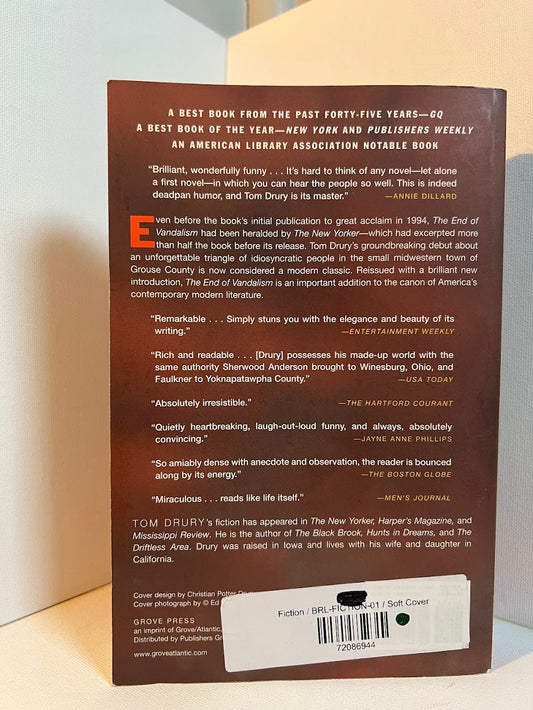 A BEST BOOK FROM THE PAST FORTY-FIVE YEARS—GQ
A BEST BOOK OF THE YEAR—NEW YORK AND PUBLISHERS WEEKLY
AN AMERICAN LIBRARY ASSOCIATION NOTABLE BOOK
"Brilliant, wonderfully funny . . . It's hard to think of any novel—let alone
a first novel—in which you can hear the people so well. This is indeed
deadpan humor, and Tom Drury is its master."
—ANNIE DILLARD
Even before the book's initial publication to great acclaim in 1994, The End of
Vandalism had been heralded by The New Yorker—which had excerpted more
than half the book before its release. Tom Drury's groundbreaking debut about
an unforgettable triangle of idiosyncratic people in the small midwestern town of
Grouse County is now considered a modern classic. Reissued with a brilliant new
introduction, The End of Vandalism is an important addition to the canon of America's
contemporary modern literature.
"Remarkable . . . Simply stuns you with the elegance and beauty of its
writing."
—ENTERTAINMENT WEEKLY
"Rich and readable . . . [Drury] possesses his made-up world with the
same authority Sherwood Anderson brought to Winesburg, Ohio, and
Faulkner to Yoknapatawpha County."
—USA TODAY
"Absolutely irresistible."
—THE HARTFORD COURANT
"Quietly heartbreaking, laugh-out-loud funny, and always, absolutely
convincing."
—JAYNE ANNE PHILLIPS
"So amiably dense with anecdote and observation, the reader is bounced
along by its energy."
—THE BOSTON GLOBE
"Miraculous . . . reads like life itself."
—MEN'S JOURNAL
TOM DRURY's fiction has appeared in The New Yorker, Harper's Magazine, and
Mississippi Review. He is the author of The Black Brook, Hunts in Dreams, and The
Driftless Area. Drury was raised in Iowa and lives with his wife and daughter in
California.
Cover design by Christian Potter
Cover photograph by © Ed
GROVE PRESS
an imprint of Grove/Atlantic,
Distributed by Publishers
www.groveatlantic.com
Fiction / BRL-FICTION-01 / Soft Cover
72086944